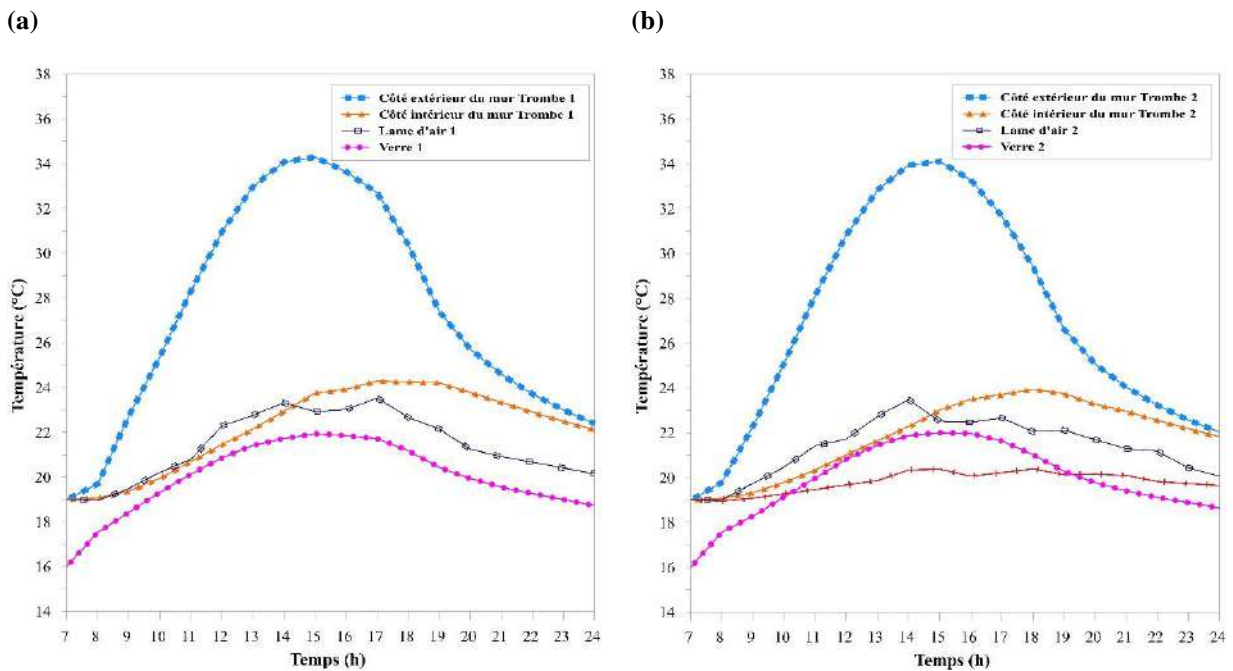 (a)
(b)
Côté extérieur du mur Trombe 1
Côté intérieur du mur Trombe 1
Lame d'air 1
Verre 1
Température (°C)
38
36
34
32
30
28
26
24
22
20
18
16
14
7 8 9 10 11 12 13 14 15 16 17 18 19 20 21 22 23 24
Temps (h)
Côté extérieur du mur Trombe 2
Côté intérieur du mur Trombe 2
Lame d'air 2
Verre 2
Température (°C)
38
36
34
32
30
28
26
24
22
20
18
16
14
7 8 9 10 11 12 13 14 15 16 17 18 19 20 21 22 23 24
Temps (h)